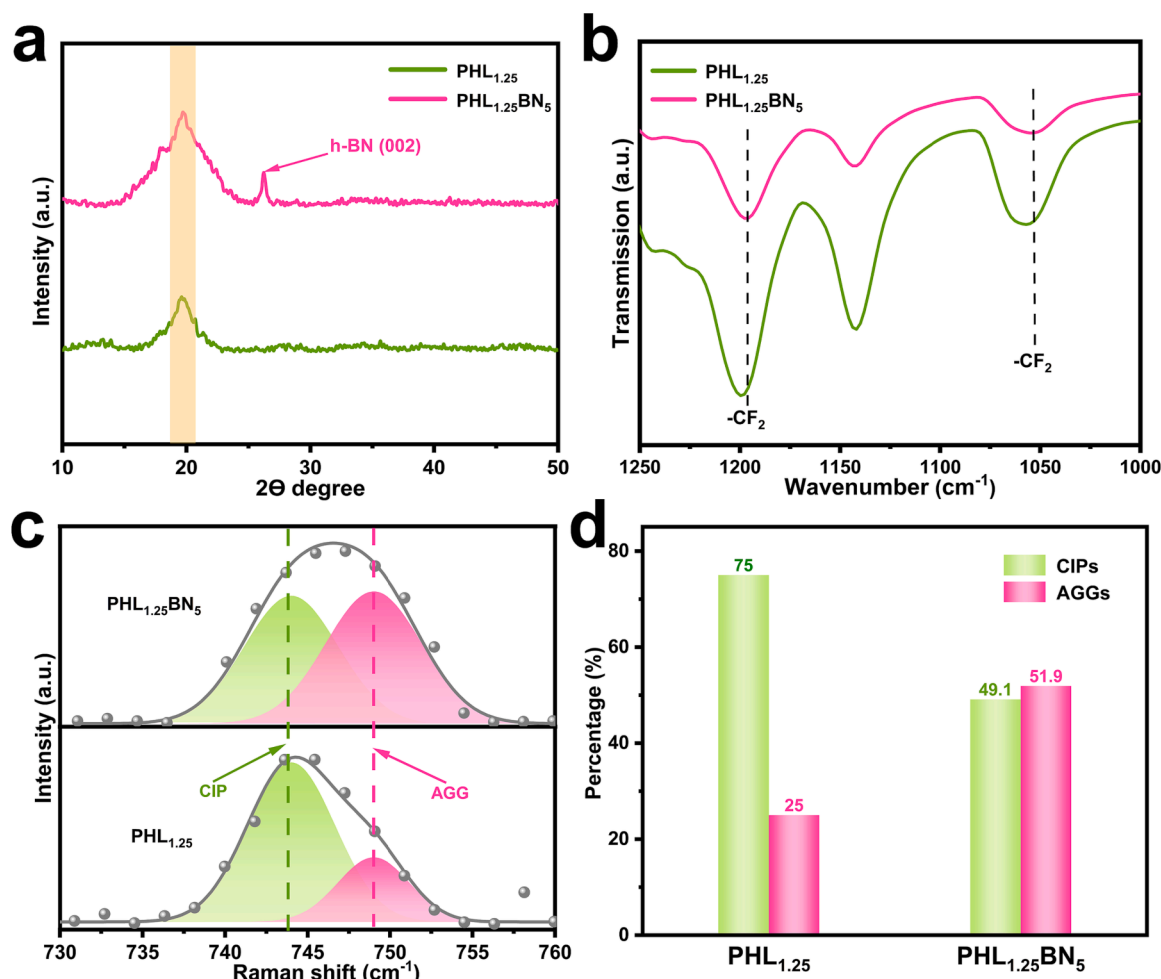 a
PHL1.25
PHL1.25BN5
h-BN (002)
Intensity (a.u.)
10 20 30 40 50
2Θ degree
b
PHL1.25
PHL1.25BN5
Transmission (a.u.)
-CF2
-CF2
1250 1200 1150 1100 1050 1000
Wavenumber (cm-1)
c
PHL1.25BN5
CIP
AGG
PHL1.25
Intensity (a.u.)
730 735 740 745 750 755 760
Raman shift (cm-1)
d
CIPs
AGGs
80
60
40
20
0
Percentage (%)
75
25
49.1
51.9
PHL1.25
PHL1.25BN5